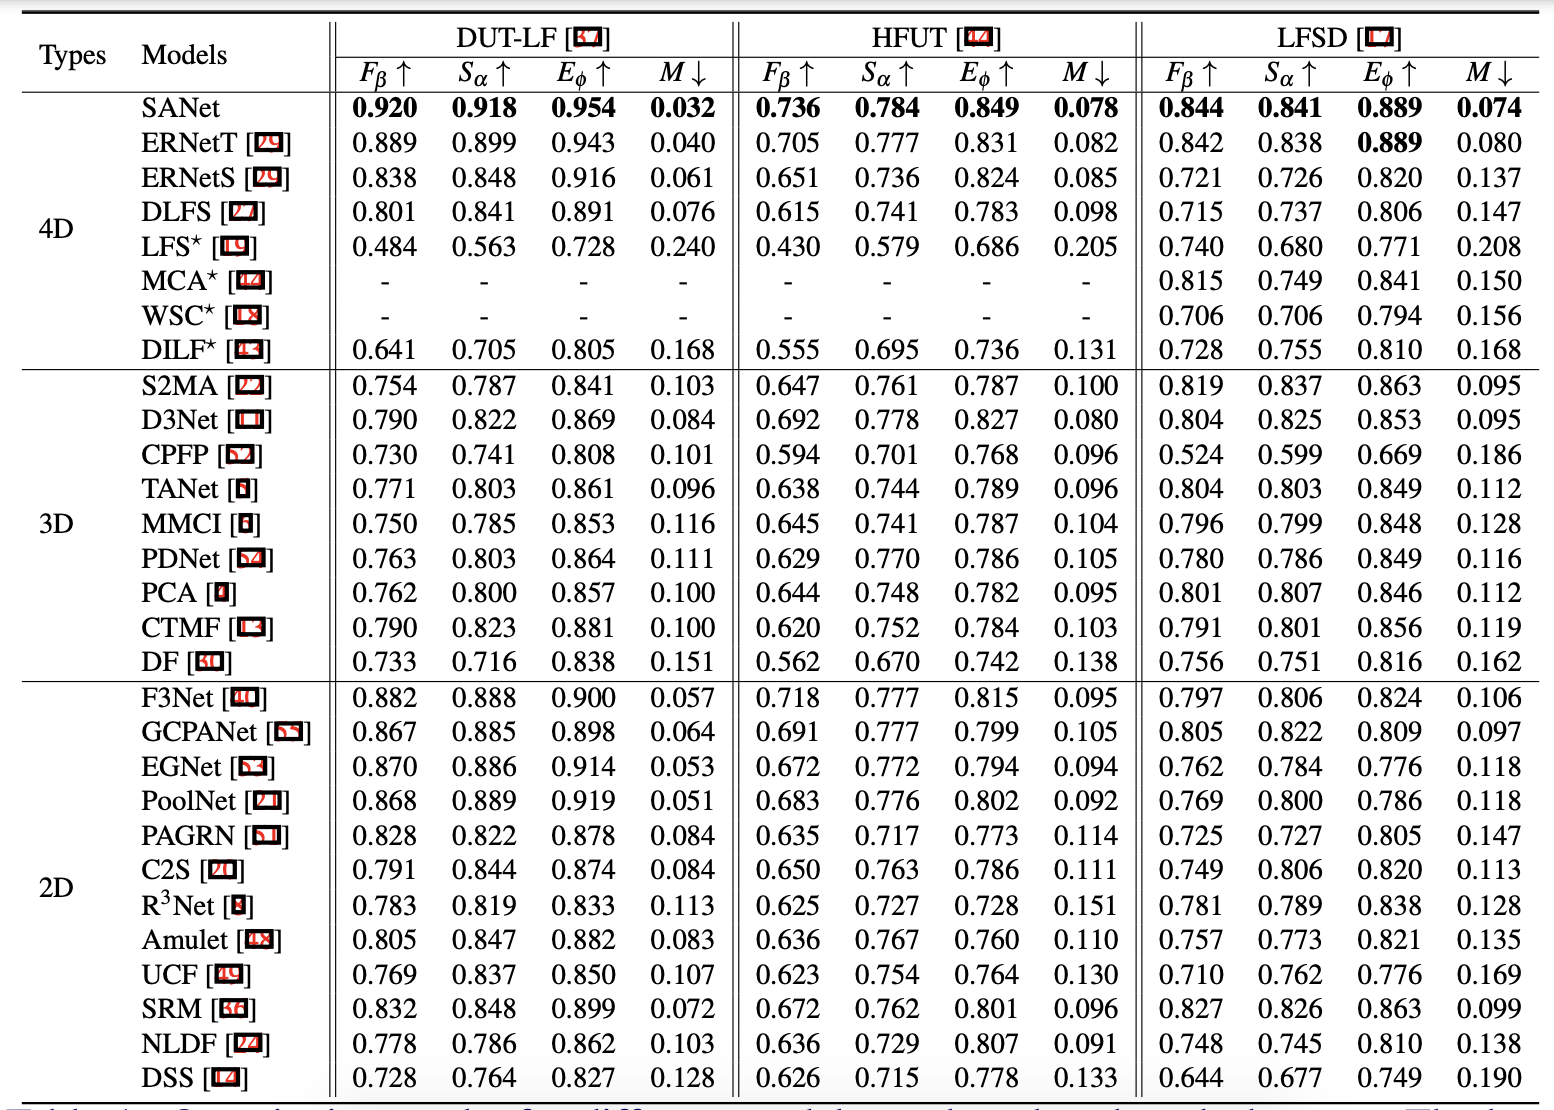 DUT-LF [37] HFUT [44] LFSD [17]
Types Models
Fβ ↑ Sα ↑ Eϕ ↑ M ↓ Fβ ↑ Sα ↑ Eϕ ↑ M ↓ Fβ ↑ Sα ↑ Eϕ ↑ M ↓
4D
SANet 0.920 0.918 0.954 0.032 0.736 0.784 0.849 0.078 0.844 0.841 0.889 0.074
ERNetT [29] 0.889 0.899 0.943 0.040 0.705 0.777 0.831 0.082 0.842 0.838 0.889 0.080
ERNetS [29] 0.838 0.848 0.916 0.061 0.651 0.736 0.824 0.085 0.721 0.726 0.820 0.137
DLFS [27] 0.801 0.841 0.891 0.076 0.615 0.741 0.783 0.098 0.715 0.737 0.806 0.147
LFS⋆ [19] 0.484 0.563 0.728 0.240 0.430 0.579 0.686 0.205 0.740 0.680 0.771 0.208
MCA⋆ [44] - - - - - - - - 0.815 0.749 0.841 0.150
WSC⋆ [18] - - - - - - - - 0.706 0.706 0.794 0.156
DILF⋆ [43] 0.641 0.705 0.805 0.168 0.555 0.695 0.736 0.131 0.728 0.755 0.810 0.168
3D
S2MA [22] 0.754 0.787 0.841 0.103 0.647 0.761 0.787 0.100 0.819 0.837 0.863 0.095
D3Net [11] 0.790 0.822 0.869 0.084 0.692 0.778 0.827 0.080 0.804 0.825 0.853 0.095
CPFP [52] 0.730 0.741 0.808 0.101 0.594 0.701 0.768 0.096 0.524 0.599 0.669 0.186
TANet 0.771 0.803 0.861 0.096 0.638 0.744 0.789 0.096 0.804 0.803 0.849 0.112
MMCI 0.750 0.785 0.853 0.116 0.645 0.741 0.787 0.104 0.796 0.799 0.848 0.128
PDNet [54] 0.763 0.803 0.864 0.111 0.629 0.770 0.786 0.105 0.780 0.786 0.849 0.116
PCA 0.762 0.800 0.857 0.100 0.644 0.748 0.782 0.095 0.801 0.807 0.846 0.112
CTMF [13] 0.790 0.823 0.881 0.100 0.620 0.752 0.784 0.103 0.791 0.801 0.856 0.119
DF [30] 0.733 0.716 0.838 0.151 0.562 0.670 0.742 0.138 0.756 0.751 0.816 0.162
2D
F3Net [40] 0.882 0.888 0.900 0.057 0.718 0.777 0.815 0.095 0.797 0.806 0.824 0.106
GCPANet [55] 0.867 0.885 0.898 0.064 0.691 0.777 0.799 0.105 0.805 0.822 0.809 0.097
EGNet [53] 0.870 0.886 0.914 0.053 0.672 0.772 0.794 0.094 0.762 0.784 0.776 0.118
PoolNet [21] 0.868 0.889 0.919 0.051 0.683 0.776 0.802 0.092 0.769 0.800 0.786 0.118
PAGRN [51] 0.828 0.822 0.878 0.084 0.635 0.717 0.773 0.114 0.725 0.727 0.805 0.147
C2S [20] 0.791 0.844 0.874 0.084 0.650 0.763 0.786 0.111 0.749 0.806 0.820 0.113
R³Net 0.783 0.819 0.833 0.113 0.625 0.727 0.728 0.151 0.781 0.789 0.838 0.128
Amulet [48] 0.805 0.847 0.882 0.083 0.636 0.767 0.760 0.110 0.757 0.773 0.821 0.135
UCF [49] 0.769 0.837 0.850 0.107 0.623 0.754 0.764 0.130 0.710 0.762 0.776 0.169
SRM [36] 0.832 0.848 0.899 0.072 0.672 0.762 0.801 0.096 0.827 0.826 0.863 0.099
NLDF [24] 0.778 0.786 0.862 0.103 0.636 0.729 0.807 0.091 0.748 0.745 0.810 0.138
DSS [14] 0.728 0.764 0.827 0.128 0.626 0.715 0.778 0.133 0.644 0.677 0.749 0.190